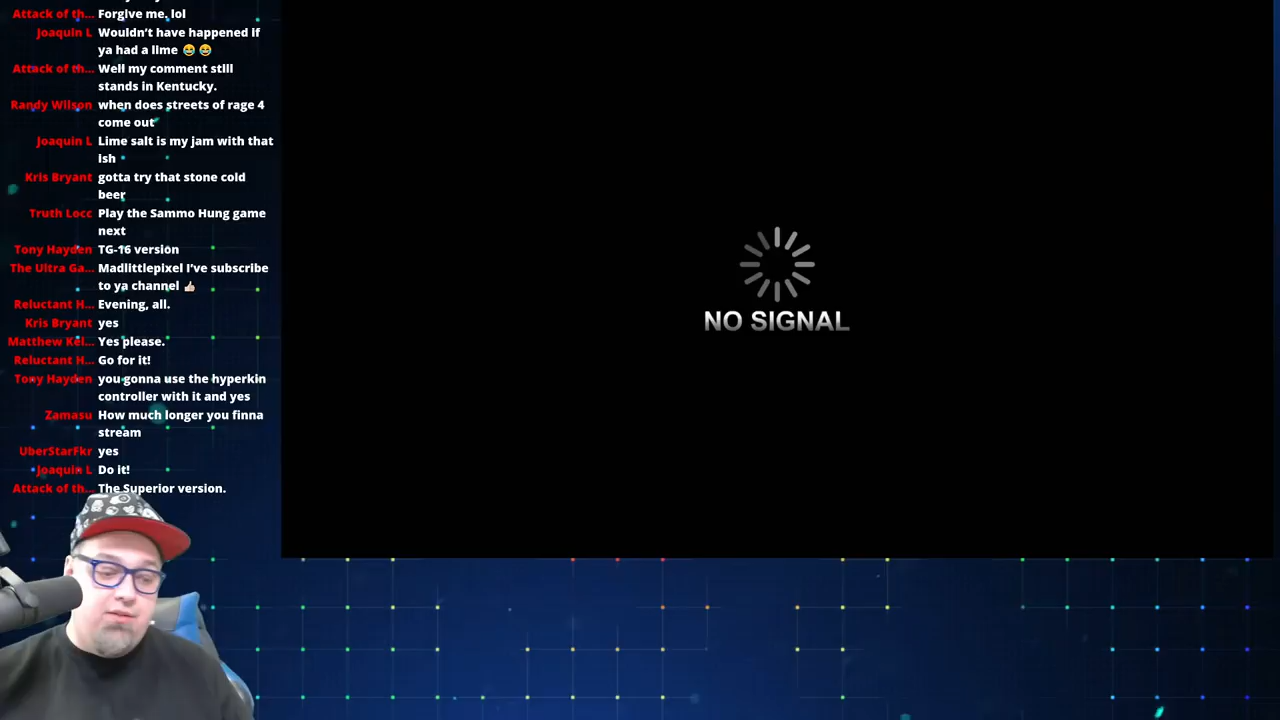 Attack of th... Forgive me. lol
Joaquin L Wouldn't have happened if
ya had a lime 😂 😂
Attack of th... Well my comment still
stands in Kentucky.
Randy Wilson when does streets of rage 4
come out
Joaquin L Lime salt is my jam with that
ish
Kris Bryant gotta try that stone cold
beer
Truth Locc Play the Sammo Hung game
next
Tony Hayden TG-16 version
The Ultra Ga... Madlittlepixel I've subscribe
to ya channel 👍🏼
Reluctant H... Evening, all.
Kris Bryant yes
Matthew Kei... Yes please.
Reluctant H... Go for it!
Tony Hayden you gonna use the hyperkin
controller with it and yes
Zamasu How much longer you finna
stream
UberStarFkr yes
Joaquin L Do it!
Attack of th... The Superior version.
NO SIGNAL